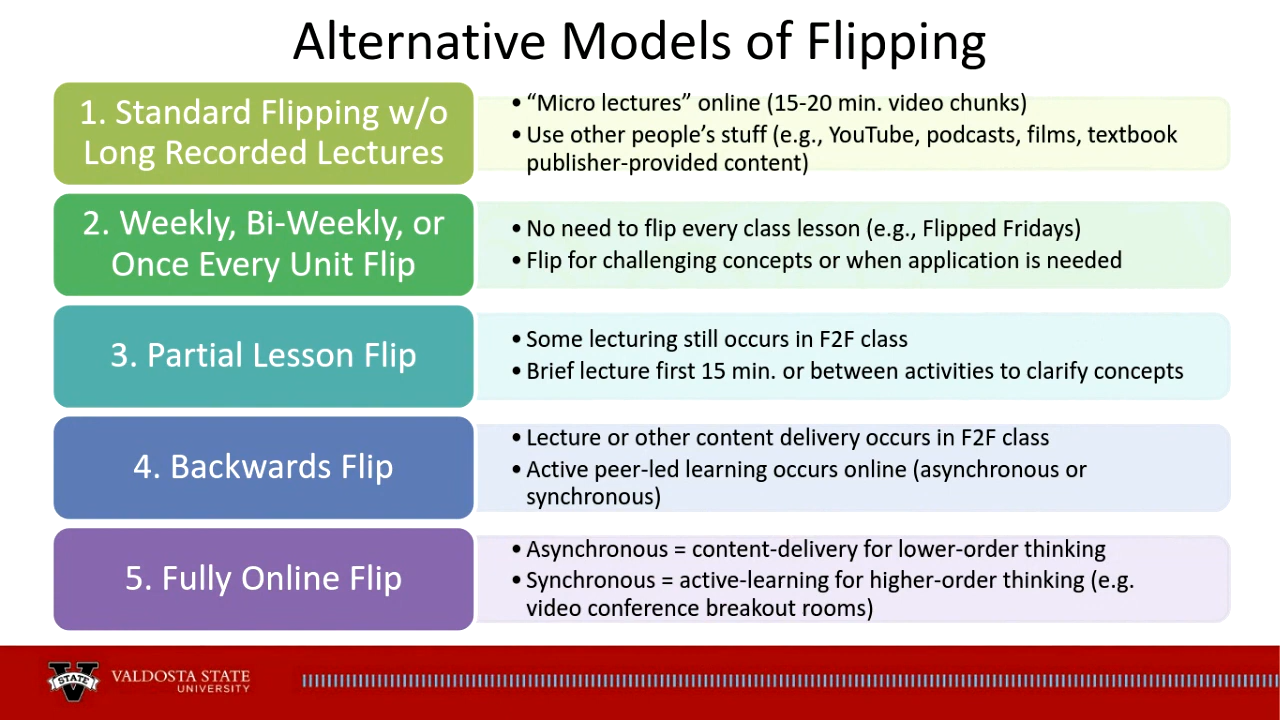 Alternative Models of Flipping
1. Standard Flipping w/o
Long Recorded Lectures
• “Micro lectures” online (15-20 min. video chunks)
• Use other people’s stuff (e.g., YouTube, podcasts, films, textbook
publisher-provided content)
2. Weekly, Bi-Weekly, or
Once Every Unit Flip
• No need to flip every class lesson (e.g., Flipped Fridays)
• Flip for challenging concepts or when application is needed
3. Partial Lesson Flip
• Some lecturing still occurs in F2F class
• Brief lecture first 15 min. or between activities to clarify concepts
4. Backwards Flip
• Lecture or other content delivery occurs in F2F class
• Active peer-led learning occurs online (asynchronous or
synchronous)
5. Fully Online Flip
• Asynchronous = content-delivery for lower-order thinking
• Synchronous = active-learning for higher-order thinking (e.g.
video conference breakout rooms)
V STATE
VALDOSTA STATE
UNIVERSITY